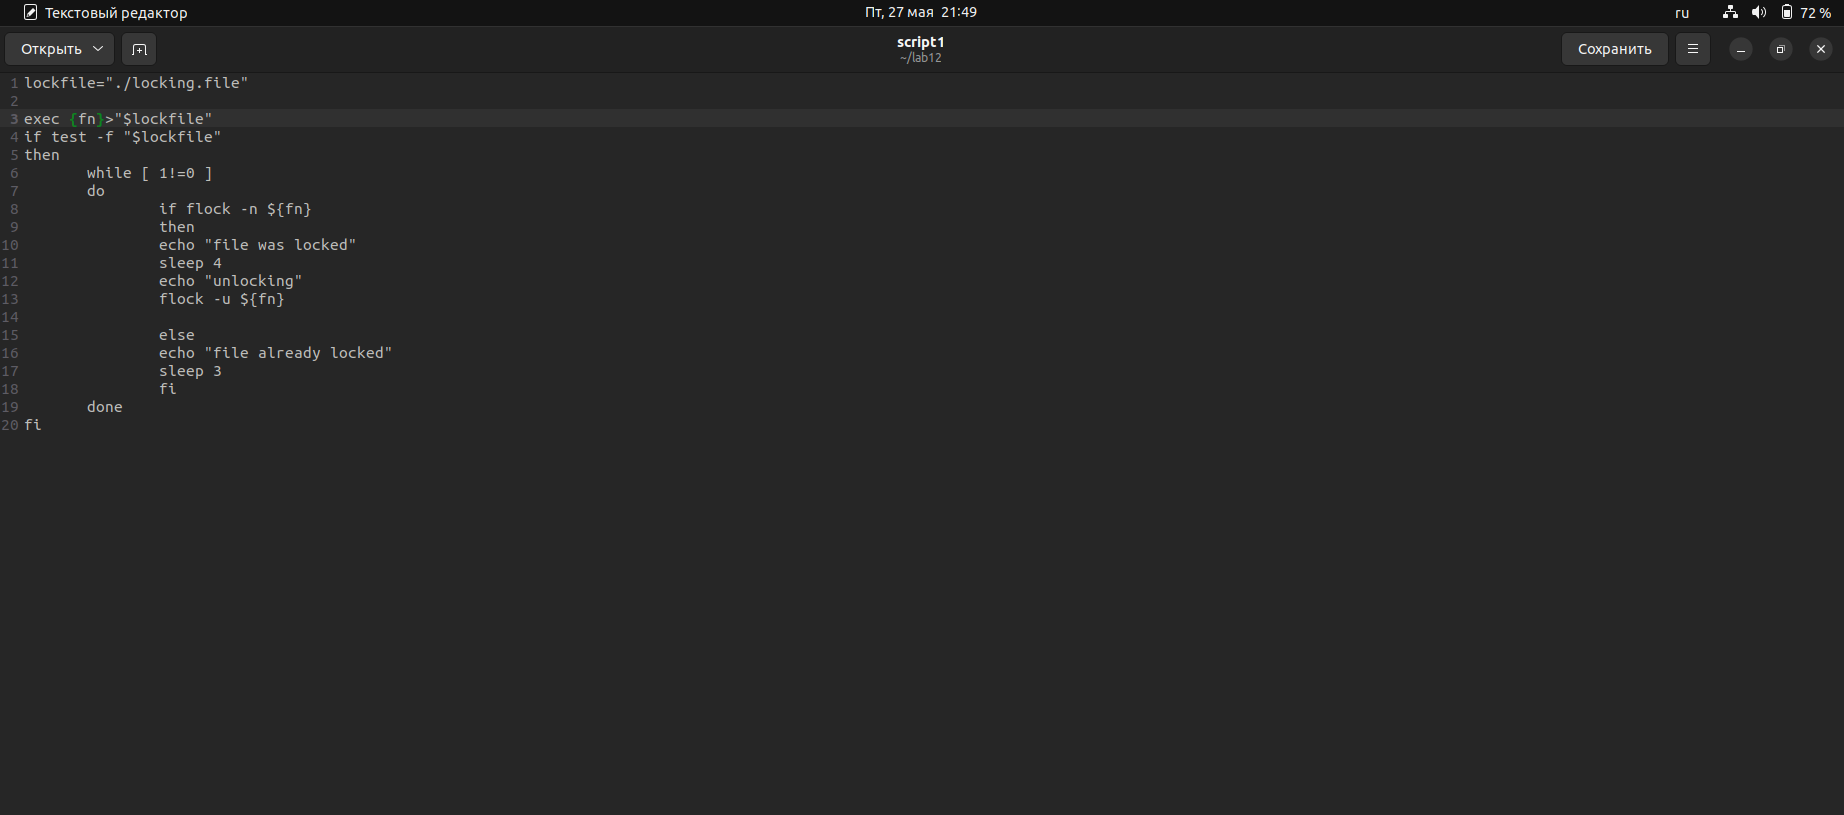 Текстовый редактор
Пт, 27 мая 21:49
ru
72 %
Открыть
script1
~/lab12
Сохранить
1 lockfile="./locking.file"
2
3 exec {fn}>"$lockfile"
4 if test -f "$lockfile"
5 then
6 while [ 1!=0 ]
7 do
8 if flock -n ${fn}
9 then
10 echo "file was locked"
11 sleep 4
12 echo "unlocking"
13 flock -u ${fn}
14
15 else
16 echo "file already locked"
17 sleep 3
18 fi
19 done
20 fi